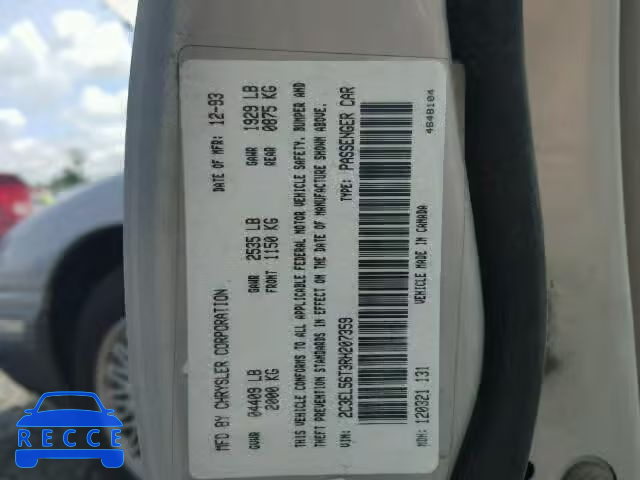 MFD BY CHRYSLER CORPORATION DATE OF MFR: 12-93
GVWR 04409 LB GAWR 2535 LB GAWR 1929 LB
2000 KG FRONT 1150 KG REAR 0875 KG
THIS VEHICLE CONFORMS TO ALL APPLICABLE FEDERAL MOTOR VEHICLE SAFETY, BUMPER AND
THEFT PREVENTION STANDARDS IN EFFECT ON THE DATE OF MANUFACTURE SHOWN ABOVE.
VIN: 2C3EL56T3RH207359 TYPE: PASSENGER CAR
MDH: 120321 131 VEHICLE MADE IN CANADA 4648104